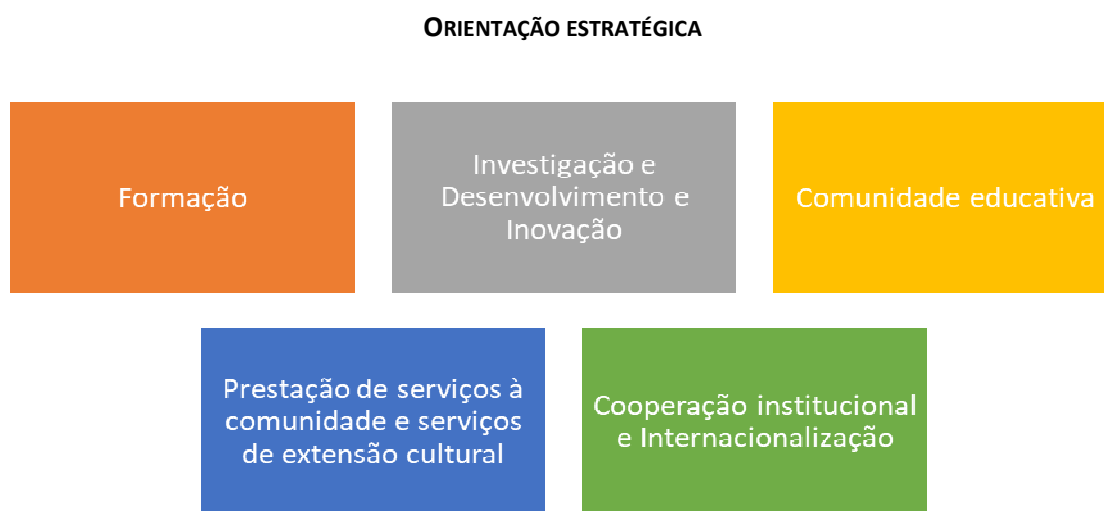 ORIENTAÇÃO ESTRATÉGICA
Formação
Investigação e
Desenvolvimento e
Inovação
Comunidade educativa
Prestação de serviços à
comunidade e serviços
de extensão cultural
Cooperação institucional
e Internacionalização